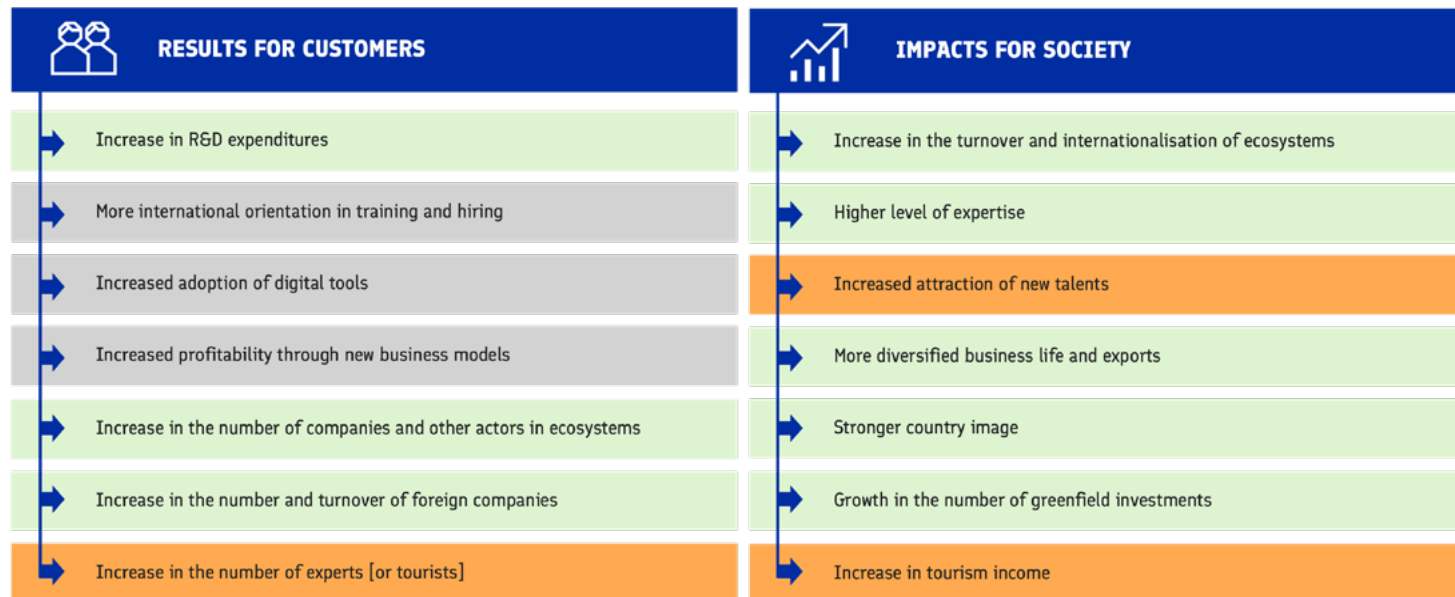 RESULTS FOR CUSTOMERS
Increase in R&D expenditures
More international orientation in training and hiring
Increased adoption of digital tools
Increased profitability through new business models
Increase in the number of companies and other actors in ecosystems
Increase in the number and turnover of foreign companies
Increase in the number of experts [or tourists]
IMPACTS FOR SOCIETY
Increase in the turnover and internationalisation of ecosystems
Higher level of expertise
Increased attraction of new talents
More diversified business life and exports
Stronger country image
Growth in the number of greenfield investments
Increase in tourism income